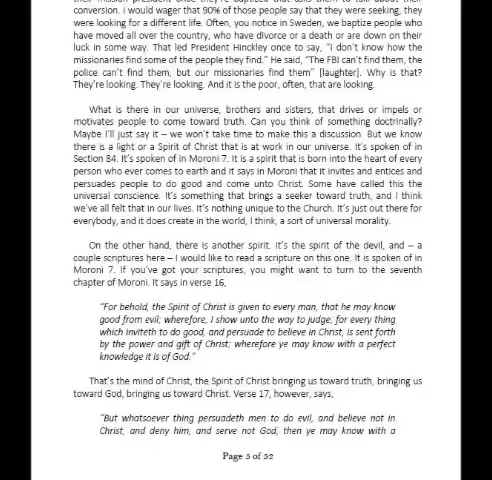 their mission president once they're baptized that told them to talk about their
conversion. I would wager that 90% of those people say that they were seeking, they
were looking for a different life. Often, you notice in Sweden, we baptize people who
have moved all over the country, who have divorce or a death or are down on their
luck in some way. That led President Hinckley once to say, "I don't know how the
missionaries find some of the people they find." He said, "The FBI can't find them, the
police can't find them, but our missionaries find them" [laughter]. Why is that?
They're looking. They're looking. And it is the poor, often, that are looking.
What is there in our universe, brothers and sisters, that drives or impels or
motivates people to come toward truth. Can you think of something doctrinally?
Maybe I'll just say it – we won't take time to make this a discussion. But we know
there is a light or a Spirit of Christ that is at work in our universe. It's spoken of in
Section 84. It's spoken of in Moroni 7. It is a spirit that is born into the heart of every
person who ever comes to earth and it says in Moroni that it invites and entices and
persuades people to do good and come unto Christ. Some have called this the
universal conscience. It's something that brings a seeker toward truth, and I think
we've all felt that in our lives. It's nothing unique to the Church. It's just out there for
everybody, and it does create in the world, I think, a sort of universal morality.
On the other hand, there is another spirit. It's the spirit of the devil, and – a
couple scriptures here – I would like to read a scripture on this one. It is spoken of in
Moroni 7. If you've got your scriptures, you might want to turn to the seventh
chapter of Moroni. It says in verse 16,
"For behold, the Spirit of Christ is given to every man, that he may know
good from evil; wherefore, I show unto the way to judge; for every thing
which inviteth to do good, and persuade to believe in Christ, is sent forth
by the power and gift of Christ; wherefore ye may know with a perfect
knowledge it is of God."
That's the mind of Christ, the Spirit of Christ bringing us toward truth, bringing us
toward God, bringing us toward Christ. Verse 17, however, says,
"But whatsoever thing persuadeth men to do evil, and believe not in
Christ, and deny him, and serve not God, then ye may know with a
Page 5 of 52